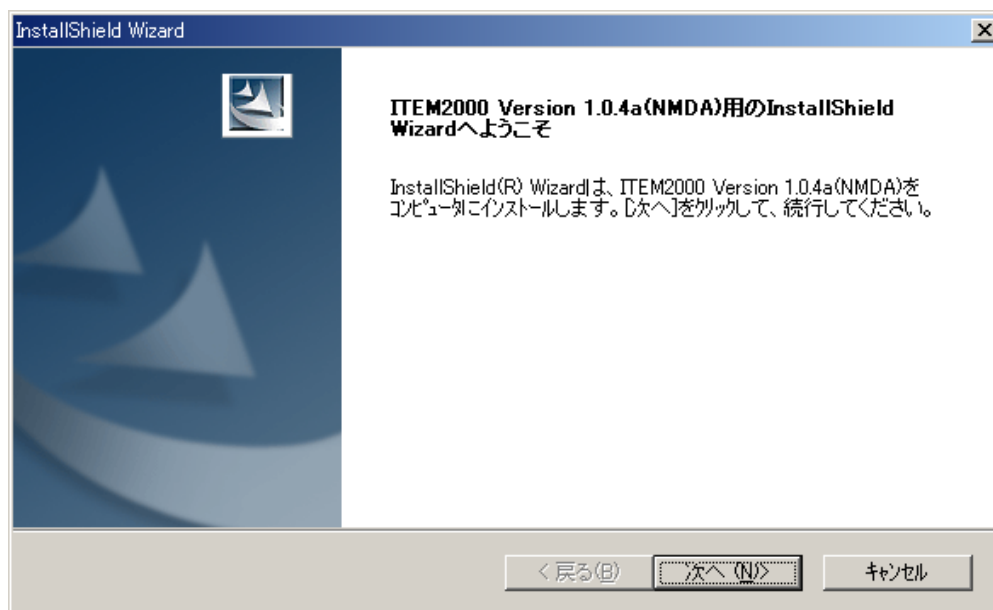 InstallShield Wizard
ITEM2000 Version 1.0.4a(NMDA)用のInstallShield
Wizardへようこそ
InstallShield(R) Wizardは、ITEM2000 Version 1.0.4a(NMDA)を
コンピュータにインストールします。[次へ]をクリックして、続行してください。
< 戻る(B)
次へ (N)>
キャンセル